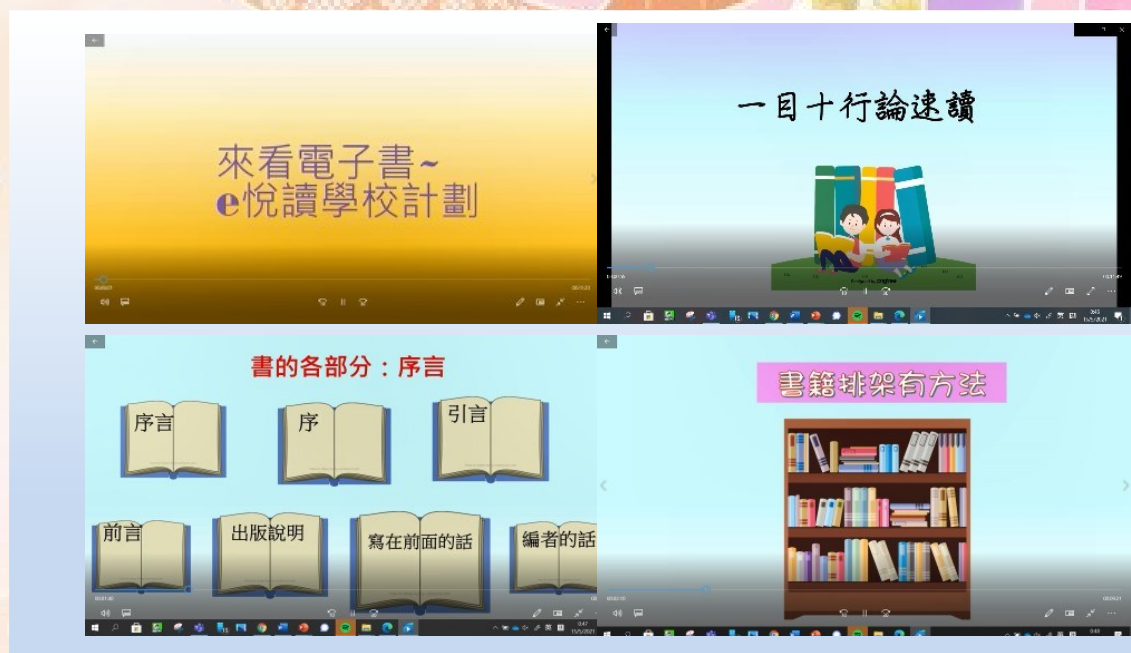 來看電子書~
e悅讀學校計劃
一目十行論速讀
書的各部分：序言
序言
序
引言
前言
出版說明
寫在前面的話
編者的話
書籍排架有方法